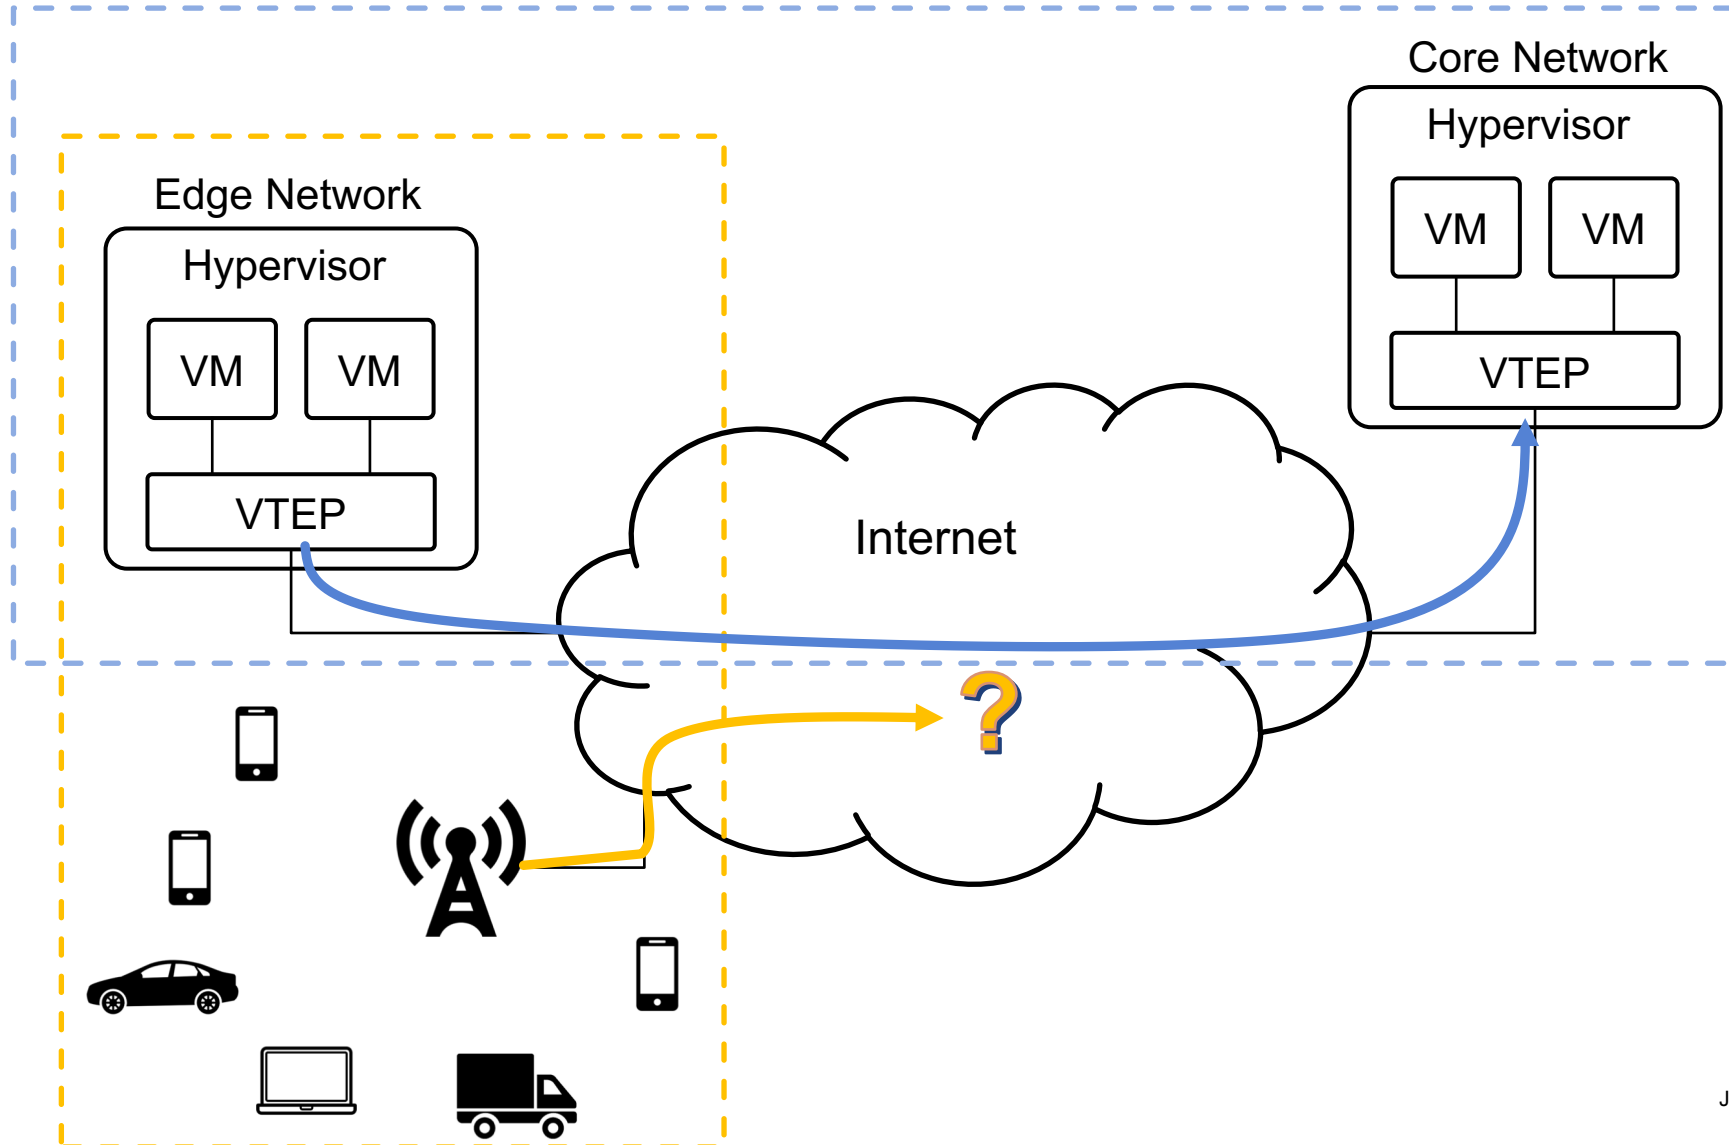 Core Network
Hypervisor
VM VM
VTEP
Edge Network
Hypervisor
VM VM
VTEP
Internet
?
J